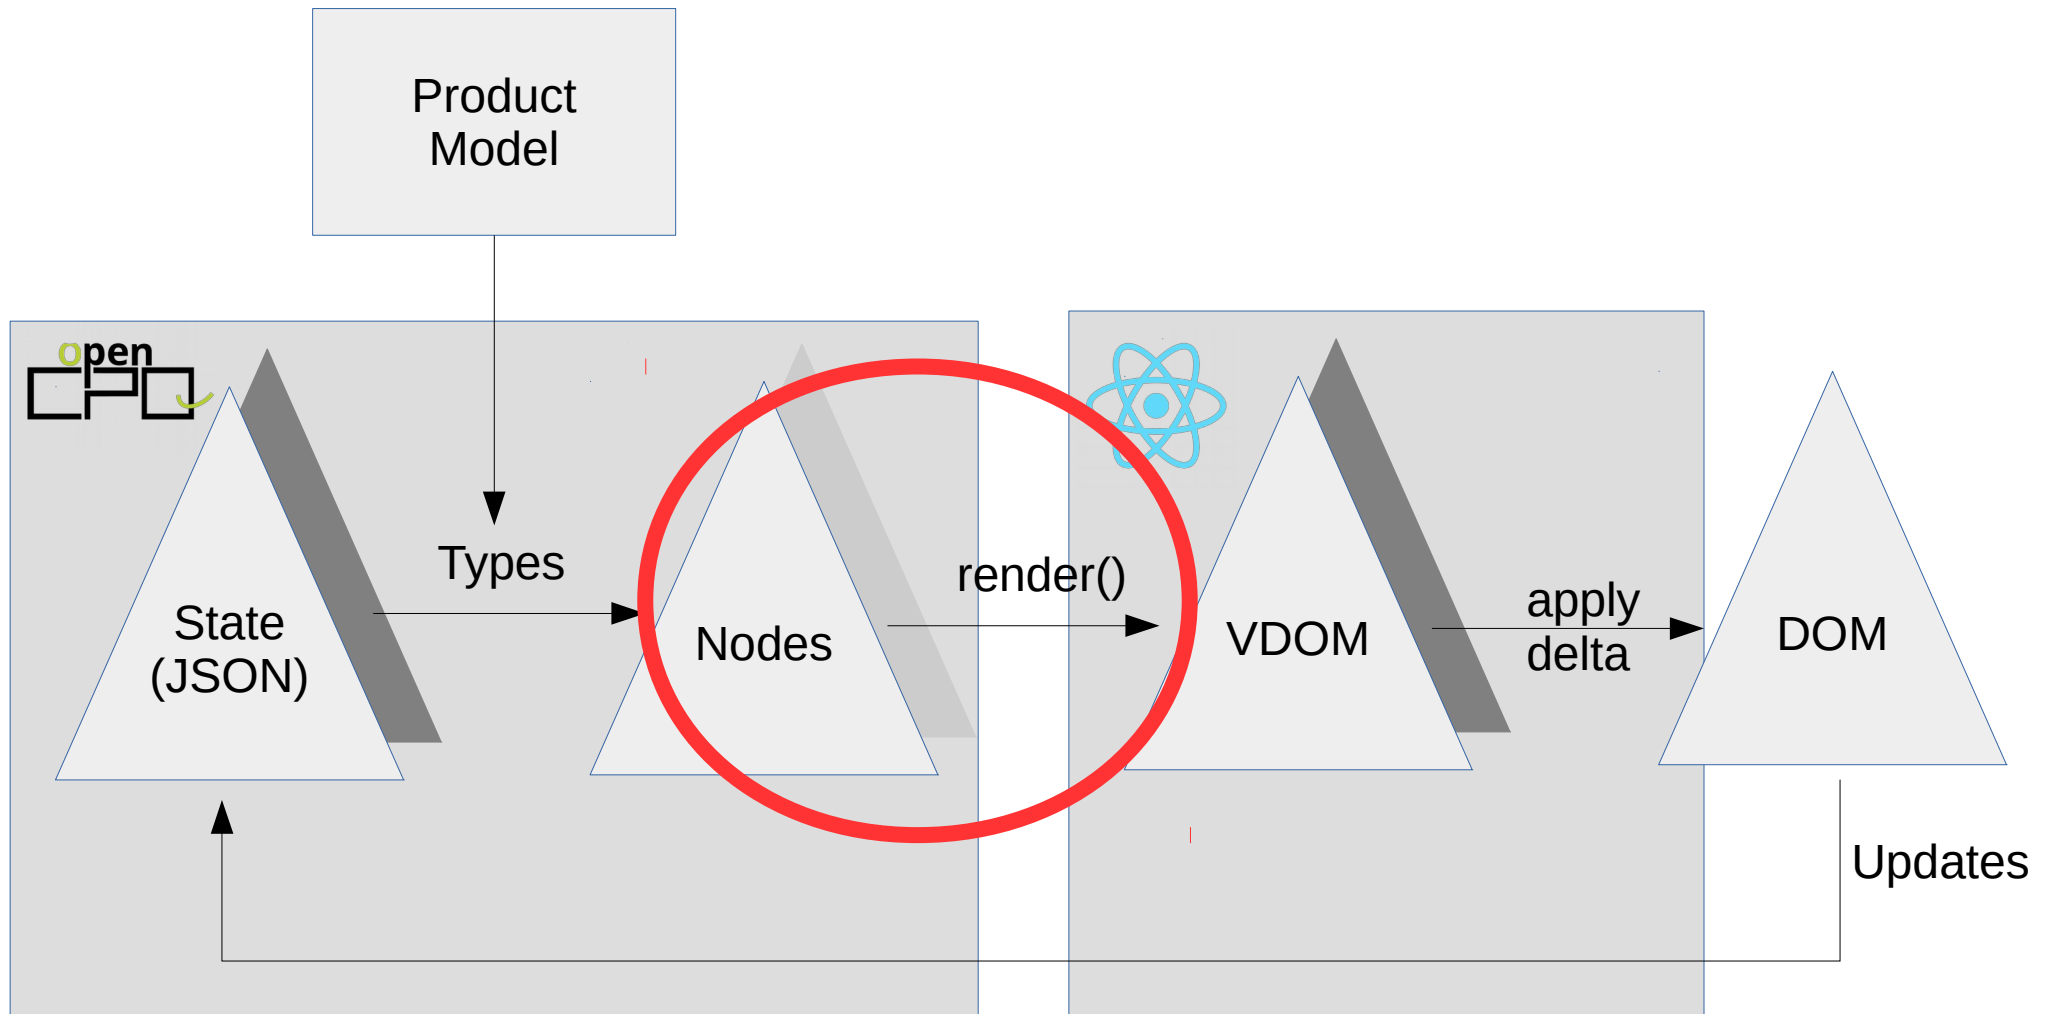 Product
Model
open
CPQ
Types
State
(JSON)
Nodes
render()
VDOM
apply
delta
DOM
Updates